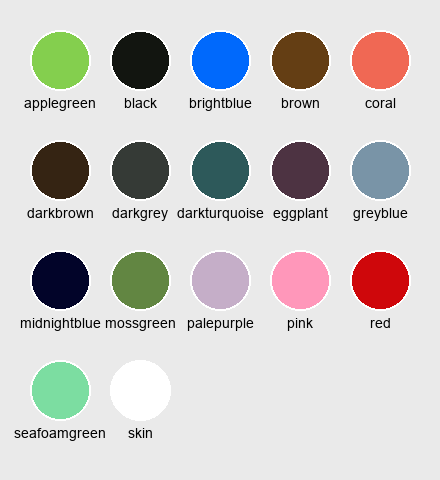 applegreen black brightblue brown coral
darkbrown darkgrey darkturquoise eggplant greyblue
midnightblue mossgreen palepurple pink red
seafoamgreen skin